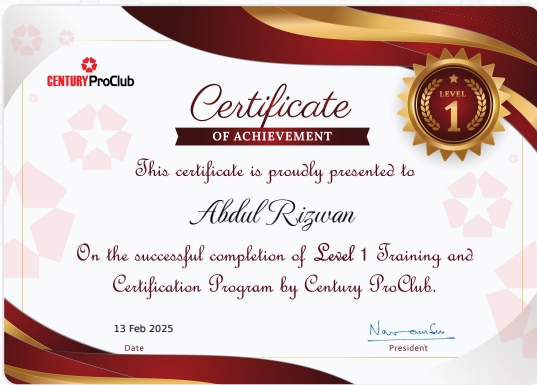 CENTURY ProClub
Certificate
OF ACHIEVEMENT
LEVEL
1
This certificate is proudly presented to
Abdul Rizwan
On the successful completion of Level 1 Training and
Certification Program by Century ProClub.
13 Feb 2025
Date
President